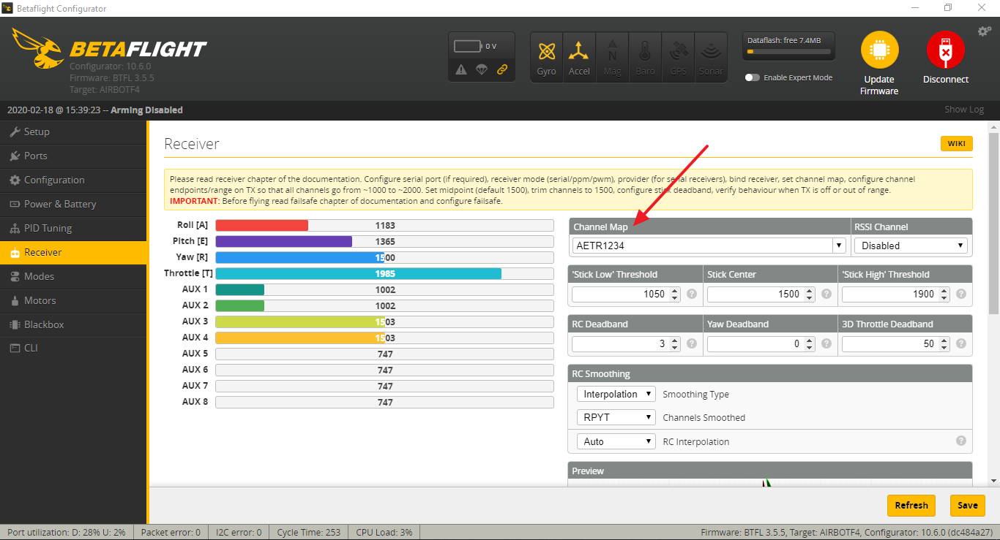 Betaflight Configurator
BETAFLIGHT
Configurator: 10.6.0
Firmware: BTFL 3.5.5
Target: AIRBOTF4
0 V
Gyro
Accel
Mag
Baro
GPS
Sonar
Dataflash: free 7.4MB
Enable Expert Mode
Update
Firmware
Disconnect
2020-02-18 @ 15:39:23 -- Arming Disabled
Show Log
Setup
Ports
Configuration
Power & Battery
PID Tuning
Receiver
Modes
Motors
Blackbox
CLI
Receiver
WIKI
Please read receiver chapter of the documentation. Configure serial port (if required), receiver mode (serial/ppm/pwm), provider (for serial receivers), bind receiver, set channel map, configure channel
endpoints/range on TX so that all channels go from ~1000 to ~2000. Set midpoint (default 1500), trim channels to 1500, configure stick deadband, verify behaviour when TX is off or out of range.
IMPORTANT: Before flying read failsafe chapter of documentation and configure failsafe.
Roll [A] 1183
Pitch [E] 1365
Yaw [R] 1500
Throttle [T] 1985
AUX 1 1002
AUX 2 1002
AUX 3 1503
AUX 4 1503
AUX 5 747
AUX 6 747
AUX 7 747
AUX 8 747
Channel Map RSSI Channel
AETR1234 Disabled
'Stick Low' Threshold Stick Center 'Stick High' Threshold
1050 ? 1500 ? 1900 ?
RC Deadband Yaw Deadband 3D Throttle Deadband
3 ? 0 ? 50 ?
RC Smoothing
Interpolation Smoothing Type
RPYT Channels Smoothed
Auto RC Interpolation ?
Preview
Refresh Save
Port utilization: D: 28% U: 2% Packet error: 0 I2C error: 0 Cycle Time: 253 CPU Load: 3% Firmware: BTFL 3.5.5, Target: AIRBOTF4, Configurator: 10.6.0 (dc484a27)